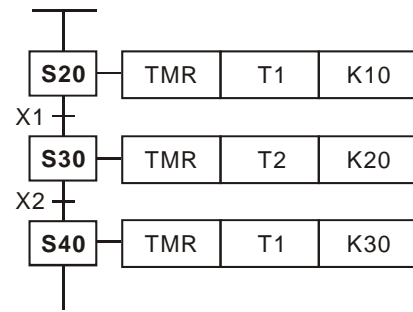 S20 TMR T1 K10
X1
S30 TMR T2 K20
X2
S40 TMR T1 K30